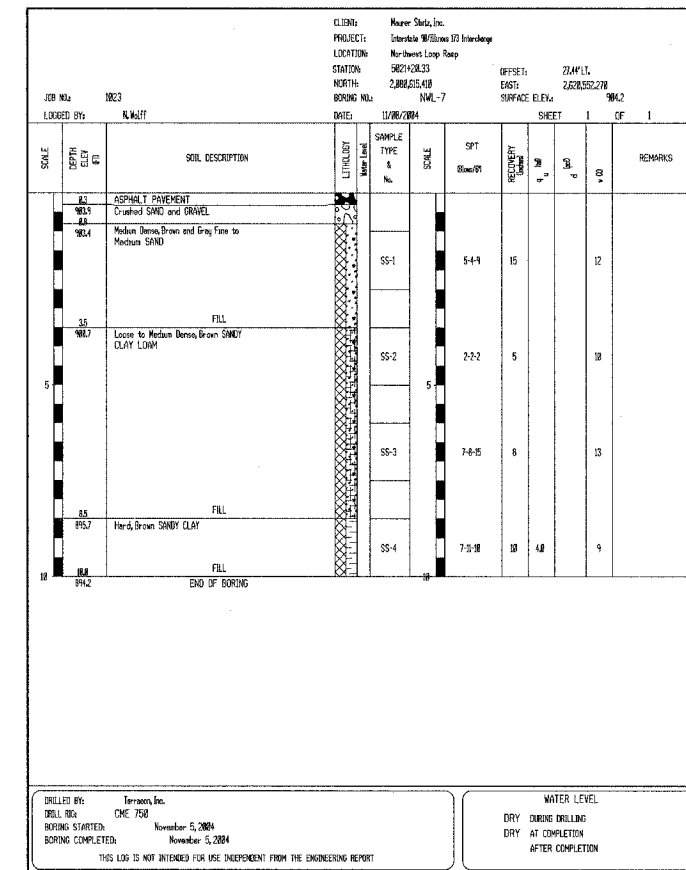 CLIENT: Maurer Stutz, Inc.
PROJECT: Interstate 90/Illinois 173 Interchange
LOCATION: Northwest Loop Ramp
STATION: 5021+20.33 OFFSET: 27.44' LT.
NORTH: 2,080,615.410 EAST: 2,620,552.270
JOB NO.: 1023 BORING NO.: NWL-7 SURFACE ELEV.: 904.2
LOGGED BY: N. Wolff DATE: 11/08/2004 SHEET 1 OF 1
SCALE DEPTH ELEV (FT) SOIL DESCRIPTION LITHOLOGY Water Level SAMPLE TYPE & No. SCALE SPT (Blows/6") RECOVERY (Inches) q u (tsf) d (pcf) w (%) REMARKS
0.3 ASPHALT PAVEMENT
903.9 Crushed SAND and GRAVEL
0.8
903.4 Medium Dense, Brown and Gray Fine to
Medium SAND
SS-1 5-4-9 15 12
3.5 FILL
900.7 Loose to Medium Dense, Brown SANDY
CLAY LOAM
SS-2 2-2-2 5 10
5 5
SS-3 7-8-15 8 13
8.5 FILL
895.7 Hard, Brown SANDY CLAY
SS-4 7-11-18 10 4.0 9
10 10.0 FILL 10
894.2 END OF BORING
DRILLED BY: Terracon, Inc.
DRILL RIG: CME 750
BORING STARTED: November 5, 2004
BORING COMPLETED: November 5, 2004
THIS LOG IS NOT INTENDED FOR USE INDEPENDENT FROM THE ENGINEERING REPORT
WATER LEVEL
DRY DURING DRILLING
DRY AT COMPLETION
AFTER COMPLETION